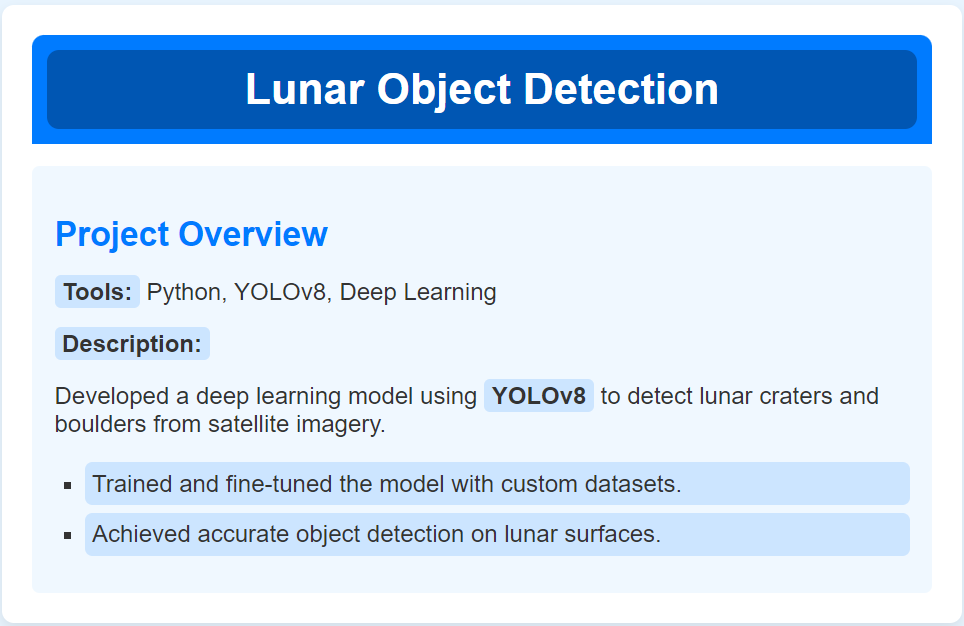 Lunar Object Detection
Project Overview
Tools: Python, YOLOv8, Deep Learning
Description:
Developed a deep learning model using YOLOv8 to detect lunar craters and
boulders from satellite imagery.
Trained and fine-tuned the model with custom datasets.
Achieved accurate object detection on lunar surfaces.